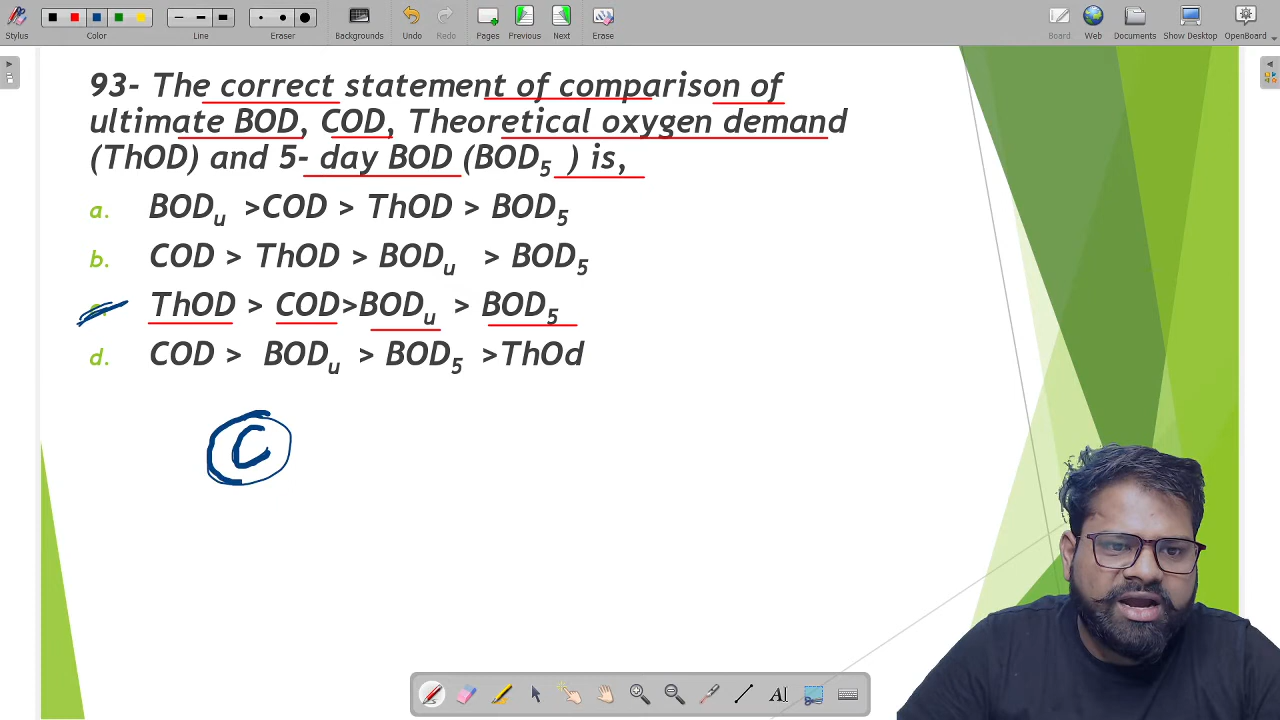 Stylus Color Line Eraser Backgrounds Undo Redo Pages Previous Next Erase Board Web Documents Show Desktop OpenBoard
93- The correct statement of comparison of
ultimate BOD, COD, Theoretical oxygen demand
(ThOD) and 5- day BOD (BOD5 ) is,
a. BODu >COD > ThOD > BOD5
b. COD > ThOD > BODu > BOD5
ThOD > COD>BODu > BOD5
d. COD > BODu > BOD5 >ThOd
C
AI